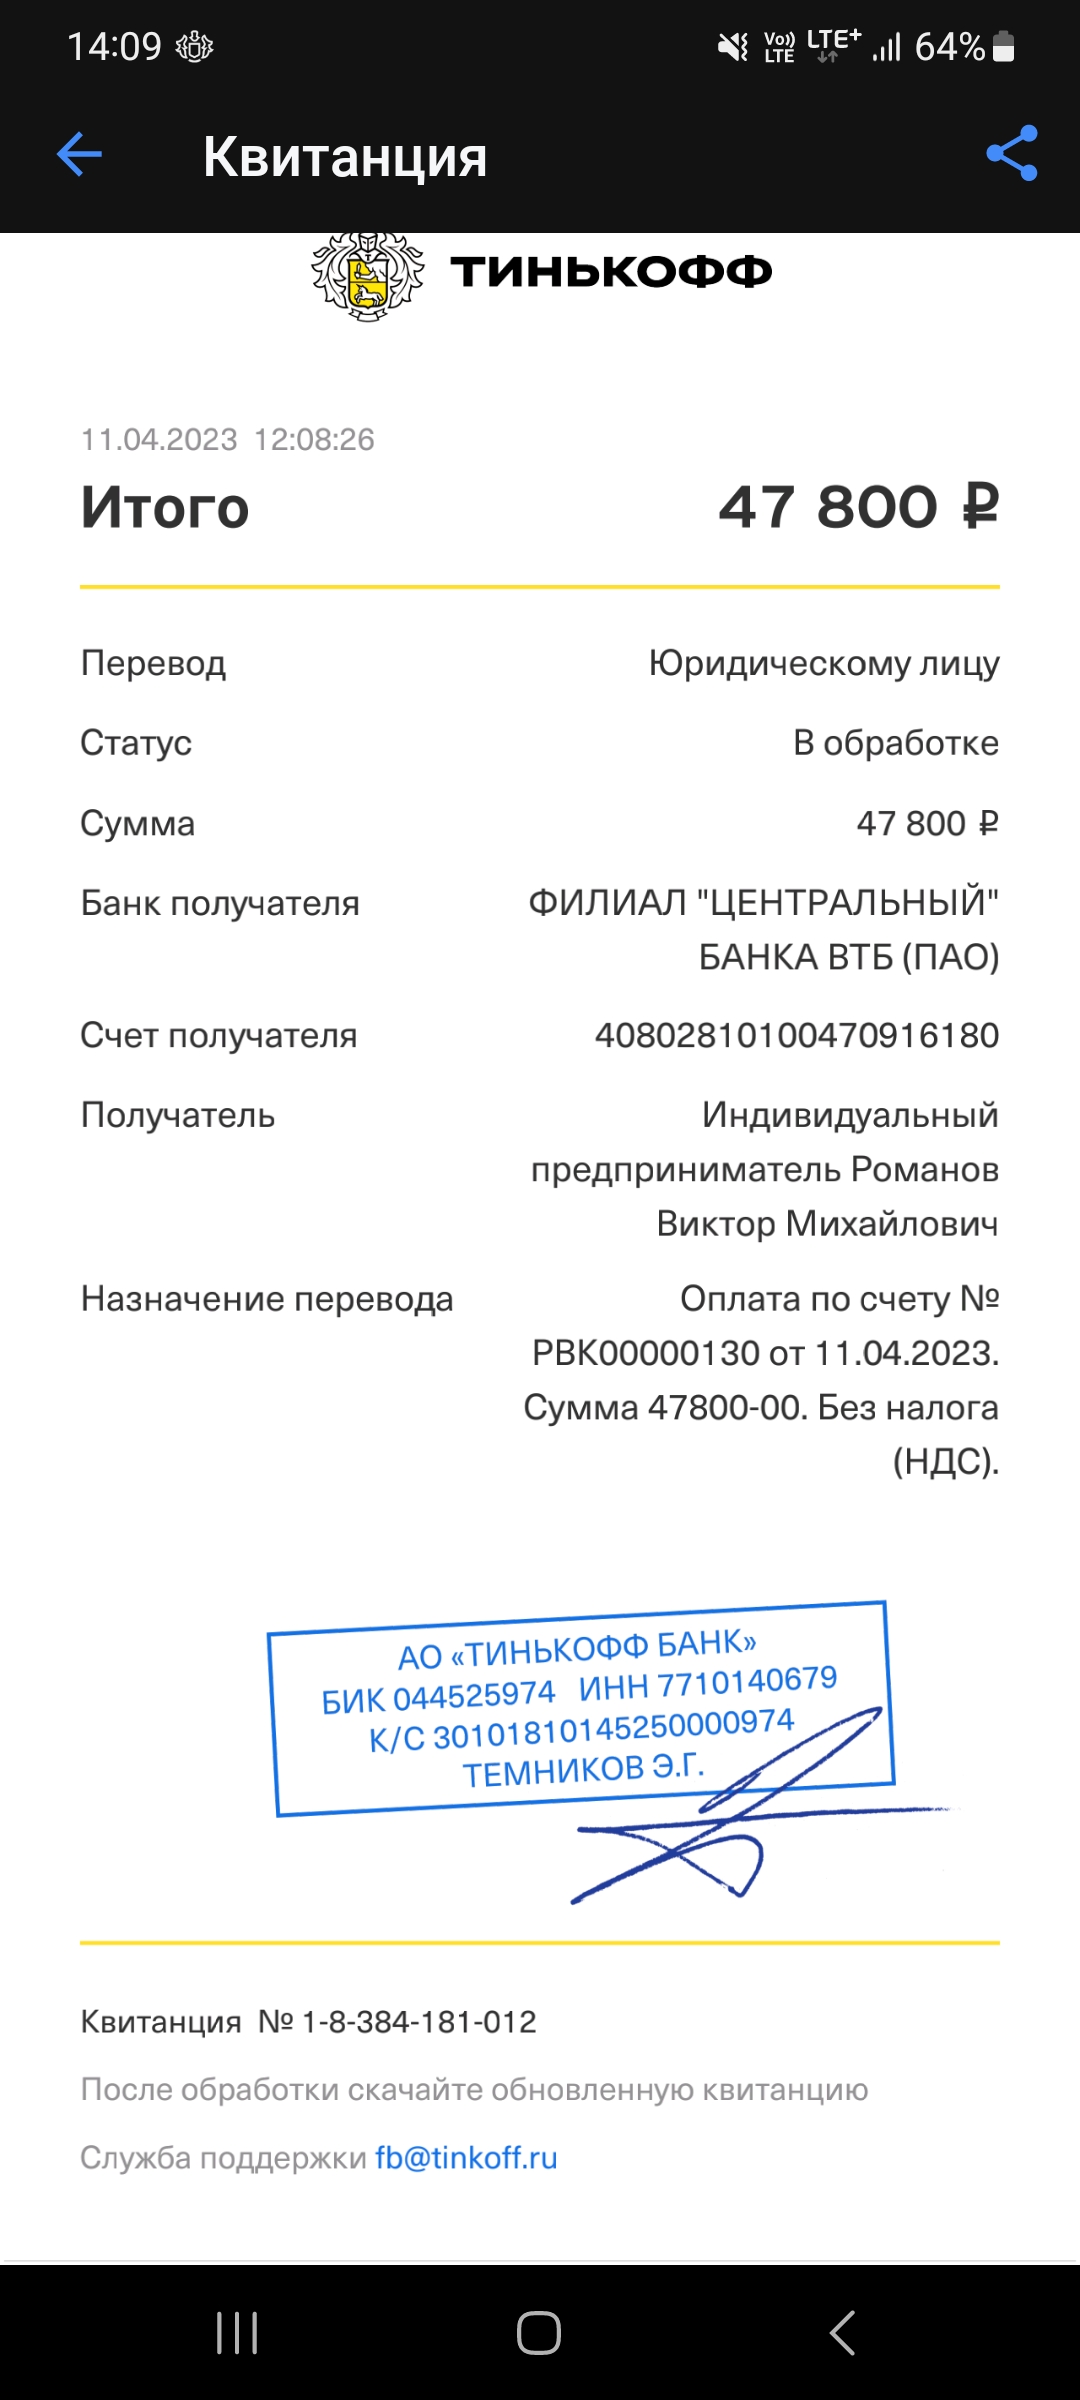 14:09 Vo)) LTE LTE+ 64%
Квитанция
ТИНЬКОФФ
11.04.2023 12:08:26
Итого 47 800 ₽
Перевод Юридическому лицу
Статус В обработке
Сумма 47 800 ₽
Банк получателя ФИЛИАЛ "ЦЕНТРАЛЬНЫЙ"
БАНКА ВТБ (ПАО)
Счет получателя 40802810100470916180
Получатель Индивидуальный
предприниматель Романов
Виктор Михайлович
Назначение перевода Оплата по счету №
РВК00000130 от 11.04.2023.
Сумма 47800-00. Без налога
(НДС).
АО «ТИНЬКОФФ БАНК»
БИК 044525974 ИНН 7710140679
К/С 30101810145250000974
ТЕМНИКОВ Э.Г.
Квитанция № 1-8-384-181-012
После обработки скачайте обновленную квитанцию
Служба поддержки fb@tinkoff.ru